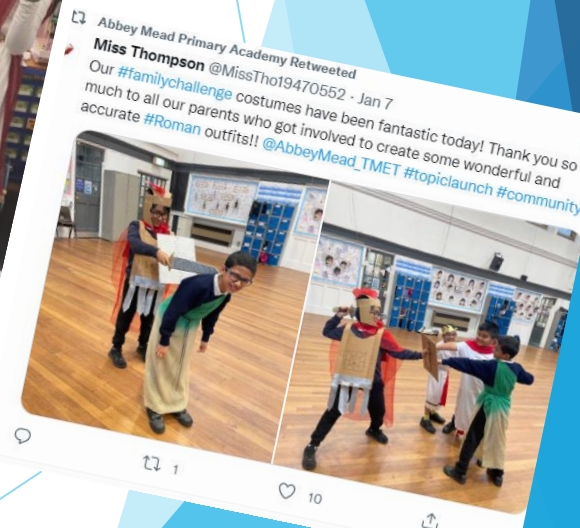 Abbey Mead Primary Academy Retweeted
Miss Thompson @MissTho19470552 · Jan 7
Our #familychallenge costumes have been fantastic today! Thank you so
much to all our parents who got involved to create some wonderful and
accurate #Roman outfits!! @AbbeyMead_TMET #topiclaunch #community
1
10